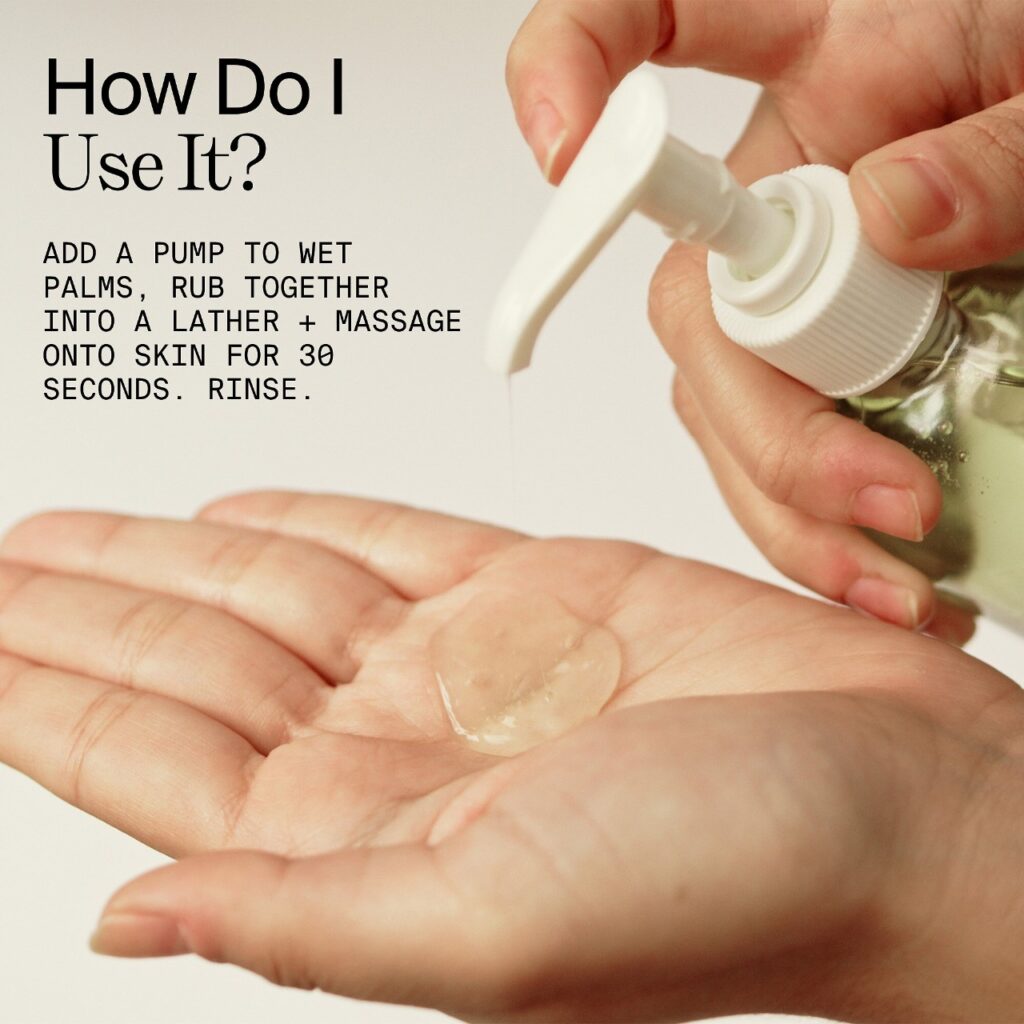 How Do I
Use It?
ADD A PUMP TO WET
PALMS, RUB TOGETHER
INTO A LATHER + MASSAGE
ONTO SKIN FOR 30
SECONDS. RINSE.